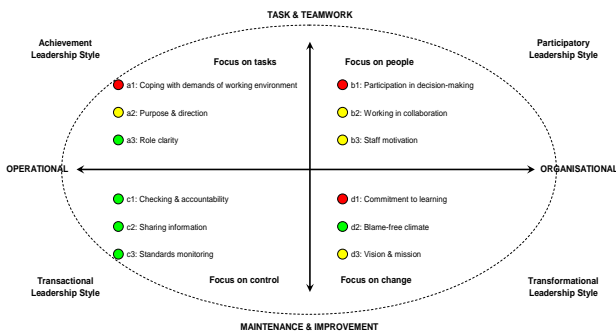 TASK & TEAMWORK
Achievement
Leadership Style
Participatory
Leadership Style
Focus on tasks
Focus on people
a1: Coping with demands of working environment
b1: Participation in decision-making
a2: Purpose & direction
b2: Working in collaboration
a3: Role clarity
b3: Staff motivation
OPERATIONAL
ORGANISATIONAL
c1: Checking & accountability
d1: Commitment to learning
c2: Sharing information
d2: Blame-free climate
c3: Standards monitoring
d3: Vision & mission
Focus on control
Focus on change
Transactional
Leadership Style
Transformational
Leadership Style
MAINTENANCE & IMPROVEMENT